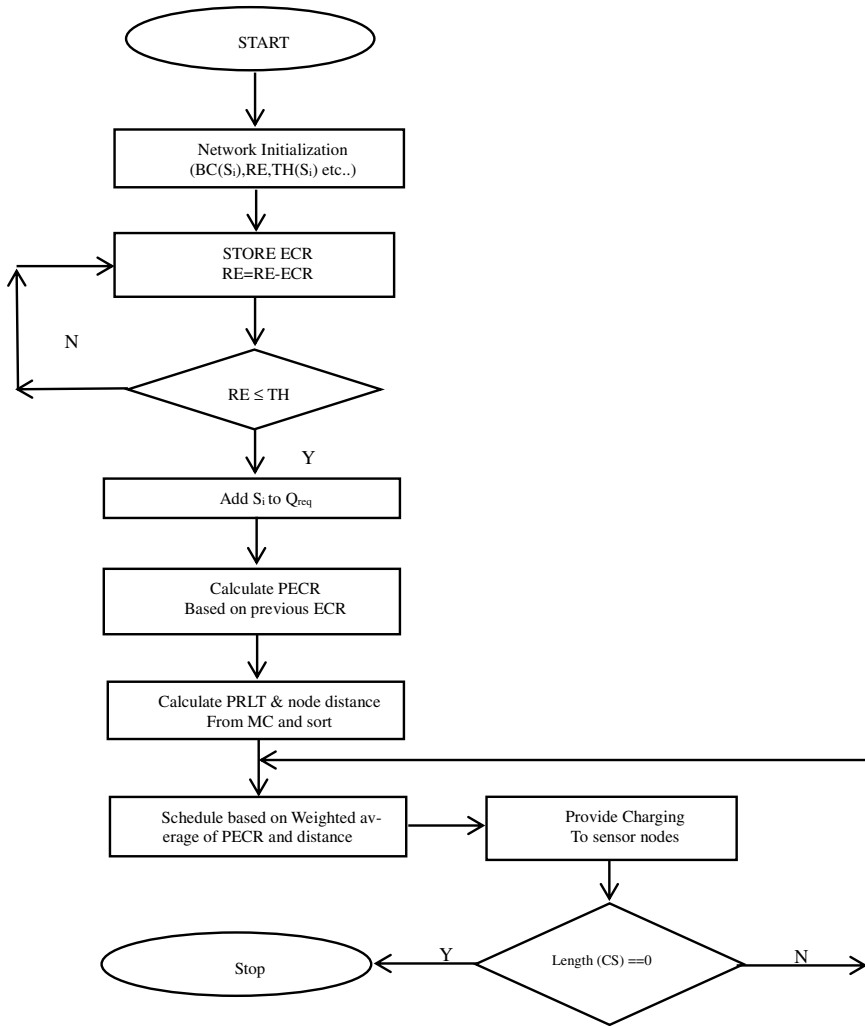 START
Network Initialization
(BC(Sᵢ),RE,TH(Sᵢ) etc..)
STORE ECR
RE=RE-ECR
N
RE ≤ TH
Y
Add Sᵢ to Qreq
Calculate PECR
Based on previous ECR
Calculate PRLT & node distance
From MC and sort
Schedule based on Weighted av-
erage of PECR and distance
Provide Charging
To sensor nodes
Stop
Y
Length (CS) ==0
N